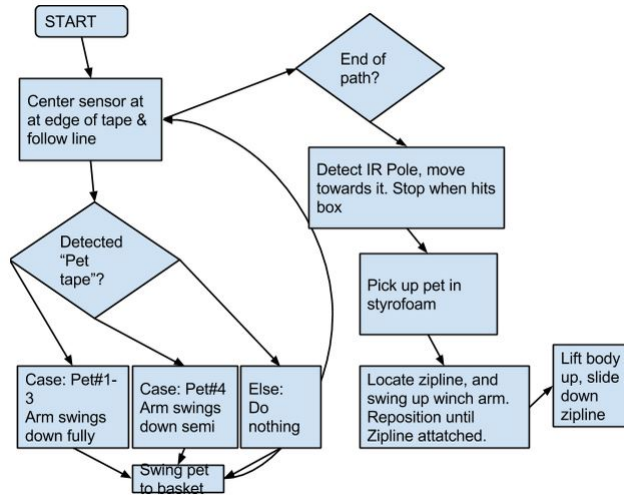 START
Center sensor at
at edge of tape &
follow line
Detected
“Pet
tape”?
Case: Pet#1-
3
Arm swings
down fully
Case: Pet#4
Arm swings
down semi
Else:
Do
nothing
Swing pet
to basket
End of
path?
Detect IR Pole, move
towards it. Stop when hits
box
Pick up pet in
styrofoam
Locate zipline, and
swing up winch arm.
Reposition until
Zipline attatched.
Lift body
up, slide
down
zipline